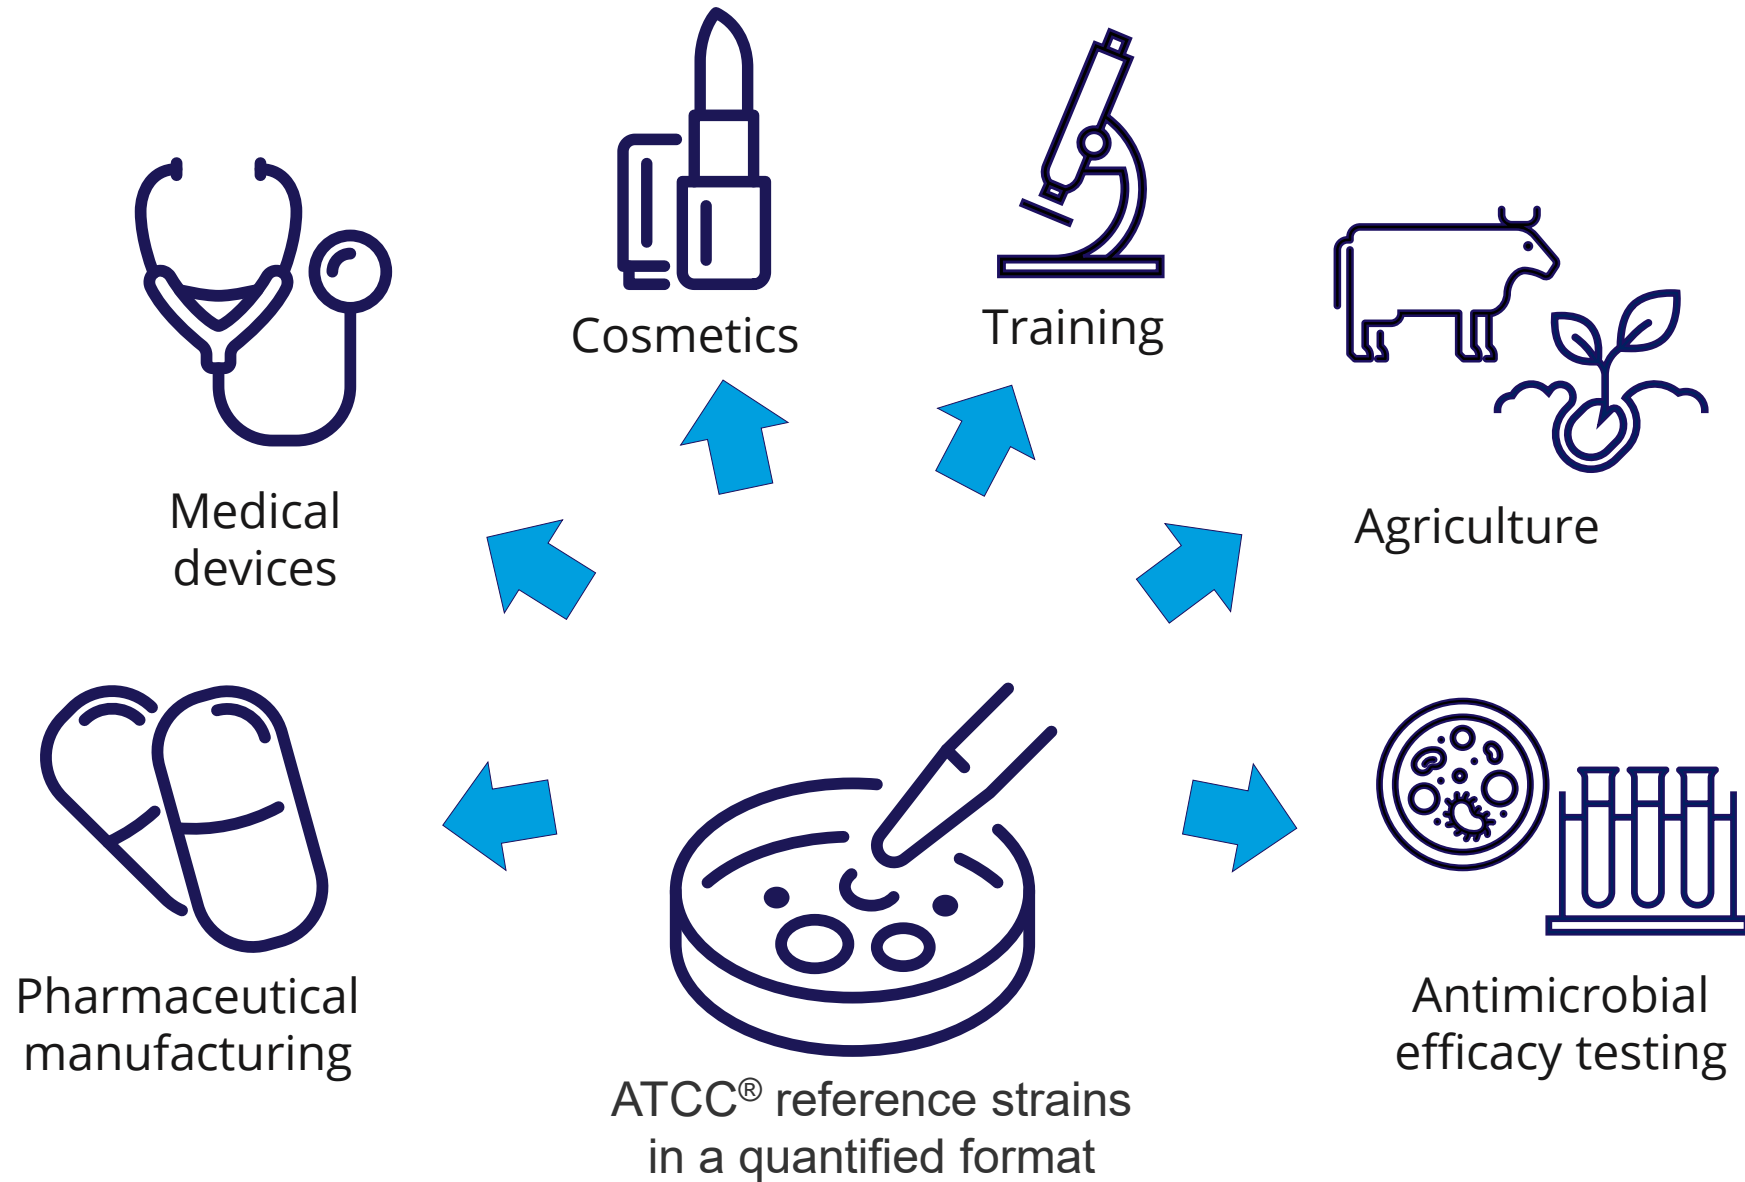 Cosmetics
Training
Medical
devices
Agriculture
Pharmaceutical
manufacturing
Antimicrobial
efficacy testing
ATCC® reference strains
in a quantified format